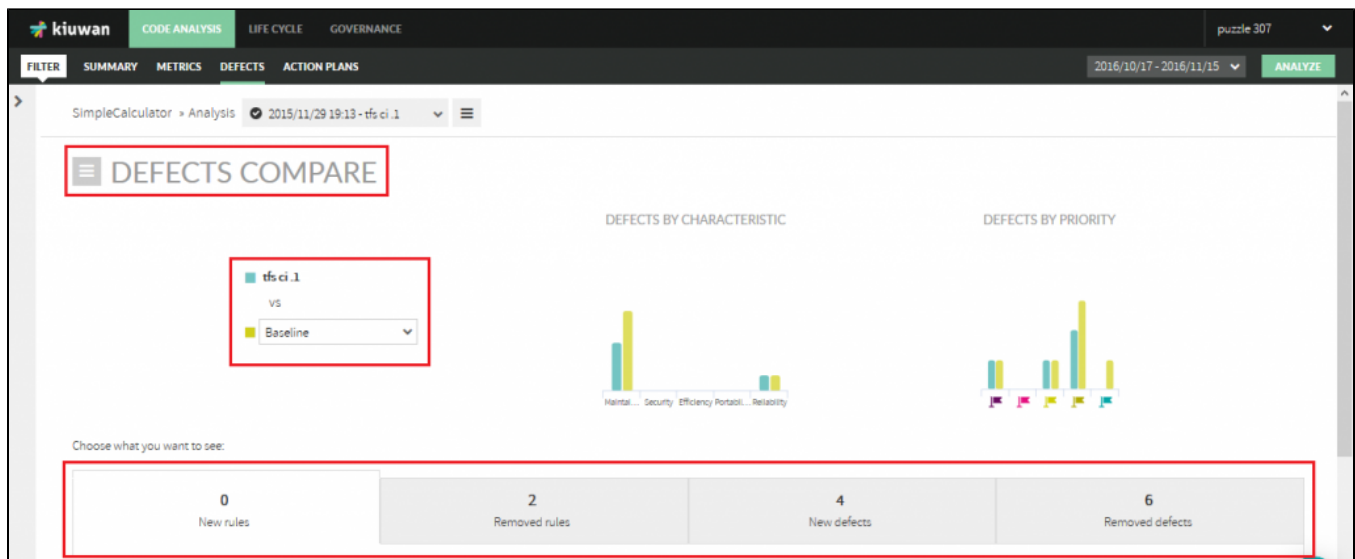 kiuwan CODE ANALYSIS LIFE CYCLE GOVERNANCE puzzle 307
FILTER SUMMARY METRICS DEFECTS ACTION PLANS 2016/10/17 - 2016/11/15 ANALYZE
SimpleCalculator » Analysis 2015/11/29 19:13 - tfs ci .1
DEFECTS COMPARE
DEFECTS BY CHARACTERISTIC DEFECTS BY PRIORITY
tfs ci .1
vs
Baseline
Maintai... Security Efficiency Portabili... Reliability
Choose what you want to see:
0 2 4 6
New rules Removed rules New defects Removed defects